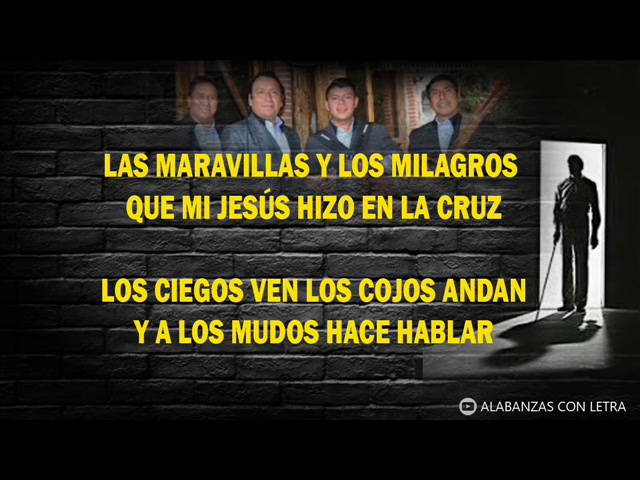 LAS MARAVILLAS Y LOS MILAGROS
QUE MI JESÚS HIZO EN LA CRUZ
LOS CIEGOS VEN LOS COJOS ANDAN
Y A LOS MUDOS HACE HABLAR
ALABANZAS CON LETRA